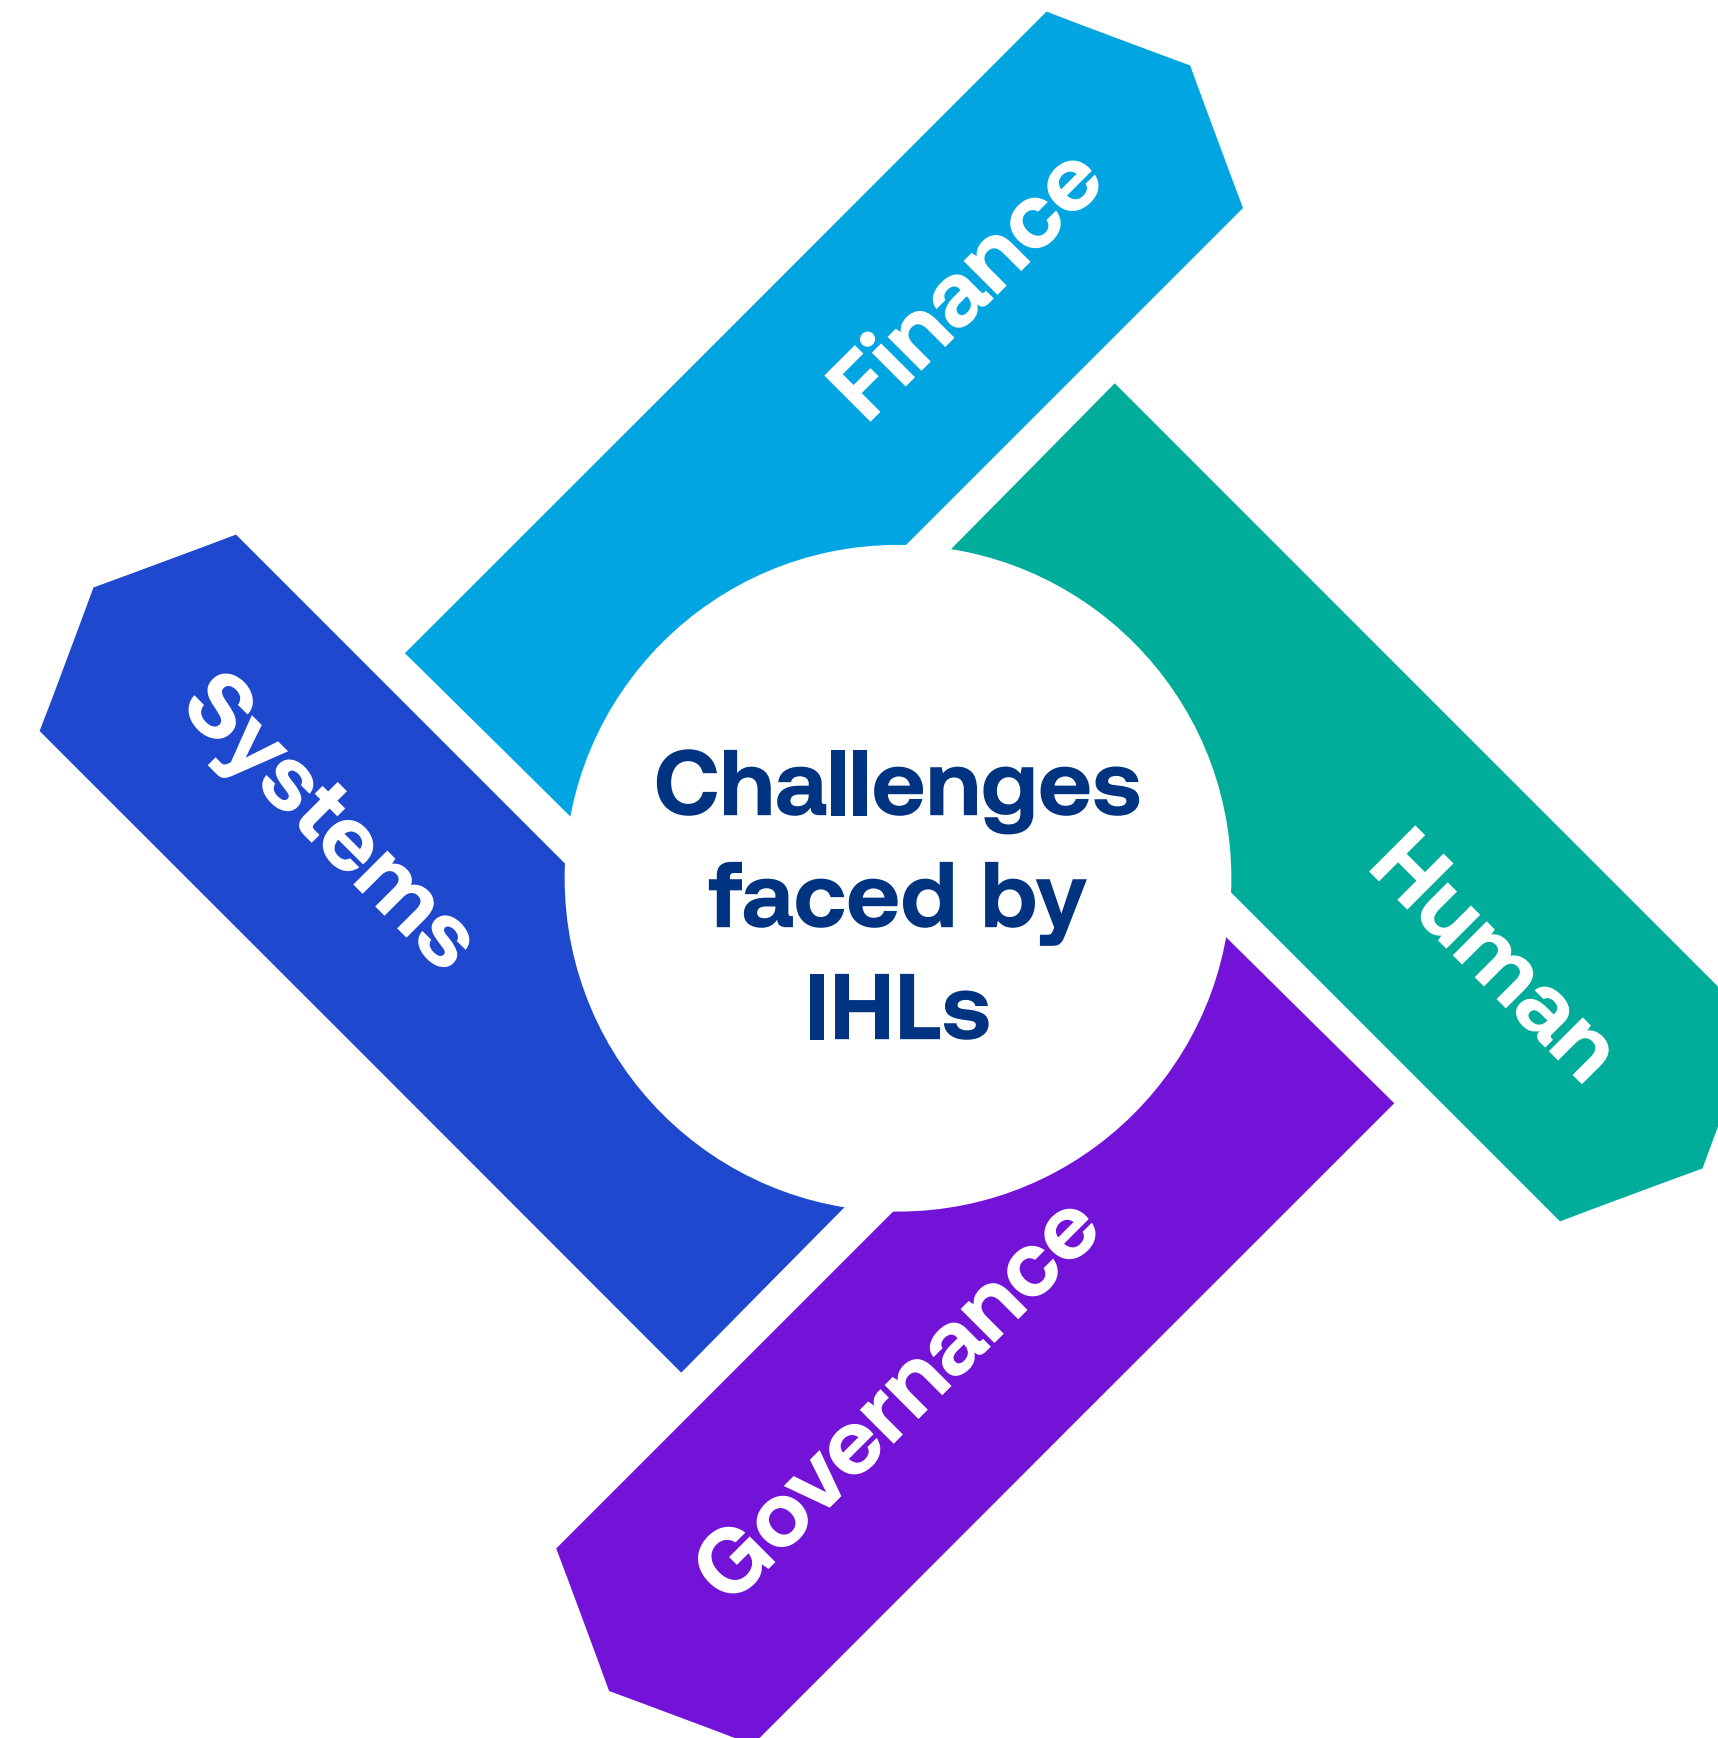 Finance
Human
Systems
Challenges
faced by
IHLs
Governance